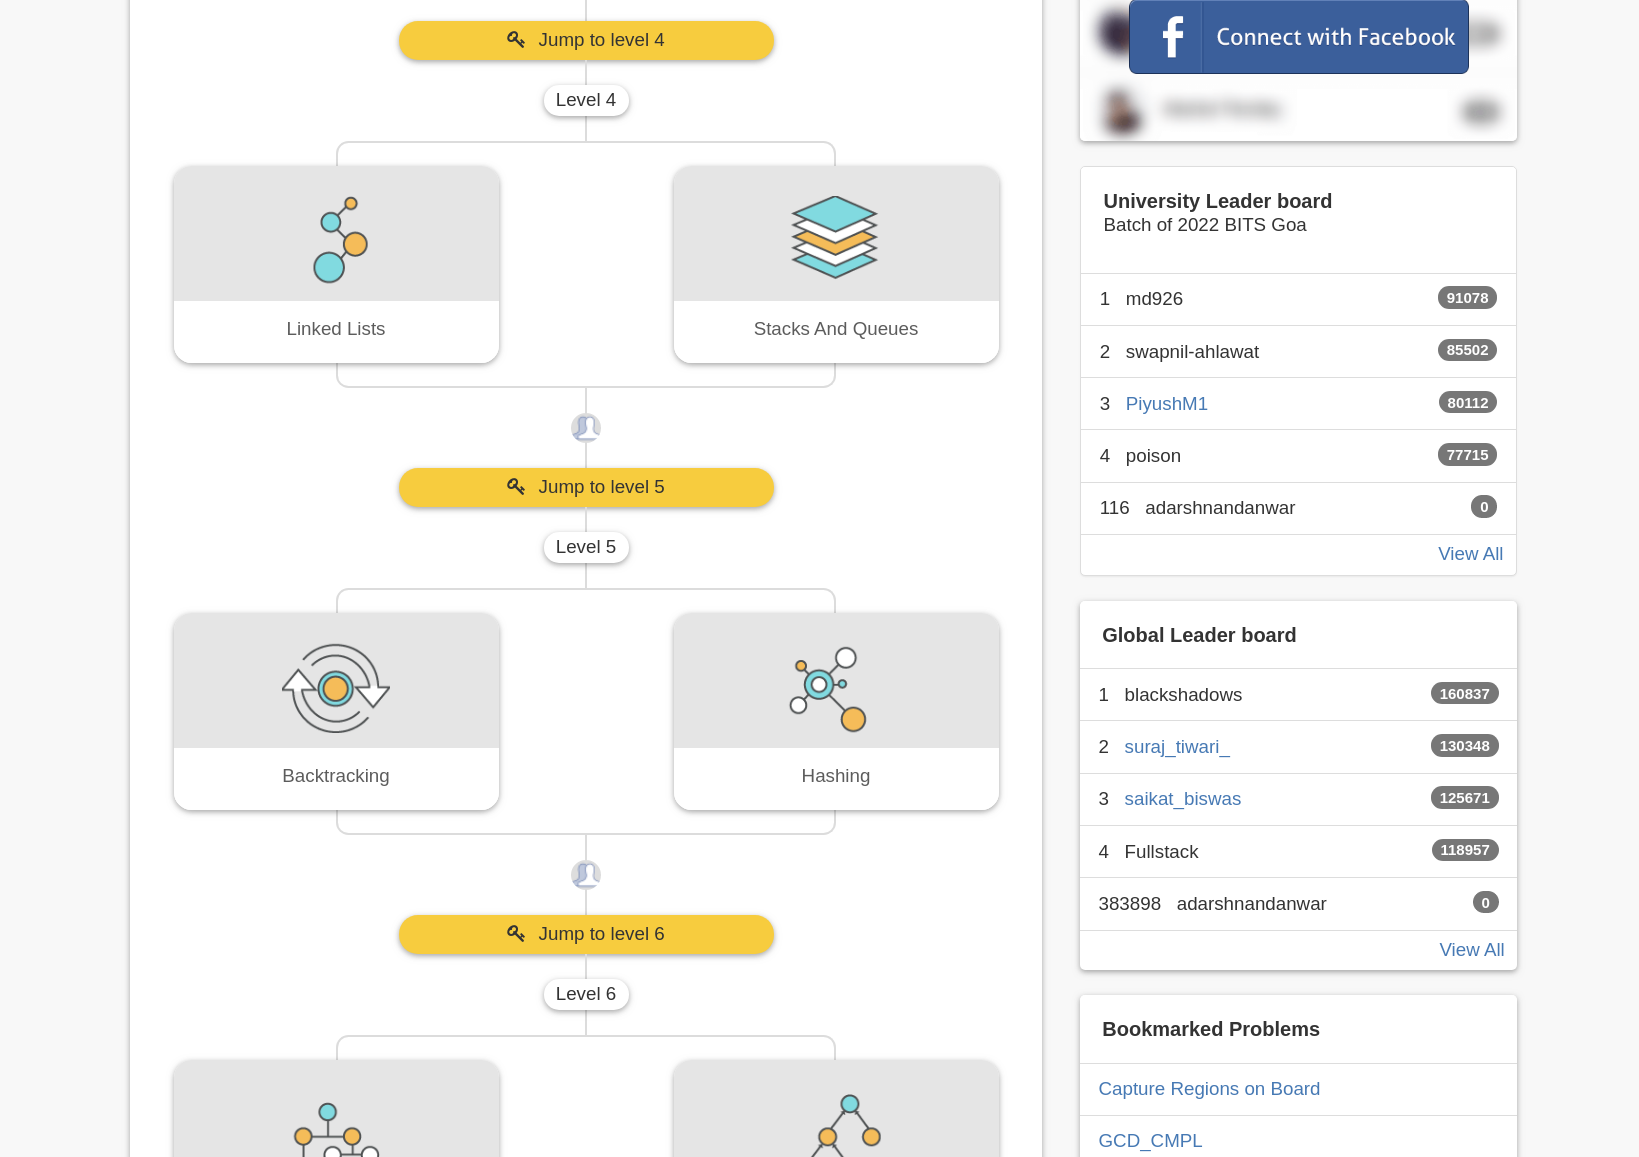 Jump to level 4
Level 4
Linked Lists
Stacks And Queues
Jump to level 5
Level 5
Backtracking
Hashing
Jump to level 6
Level 6
f Connect with Facebook
University Leader board
Batch of 2022 BITS Goa
1 md926 91078
2 swapnil-ahlawat 85502
3 PiyushM1 80112
4 poison 77715
116 adarshnandanwar 0
View All
Global Leader board
1 blackshadows 160837
2 suraj_tiwari_ 130348
3 saikat_biswas 125671
4 Fullstack 118957
383898 adarshnandanwar 0
View All
Bookmarked Problems
Capture Regions on Board
GCD_CMPL